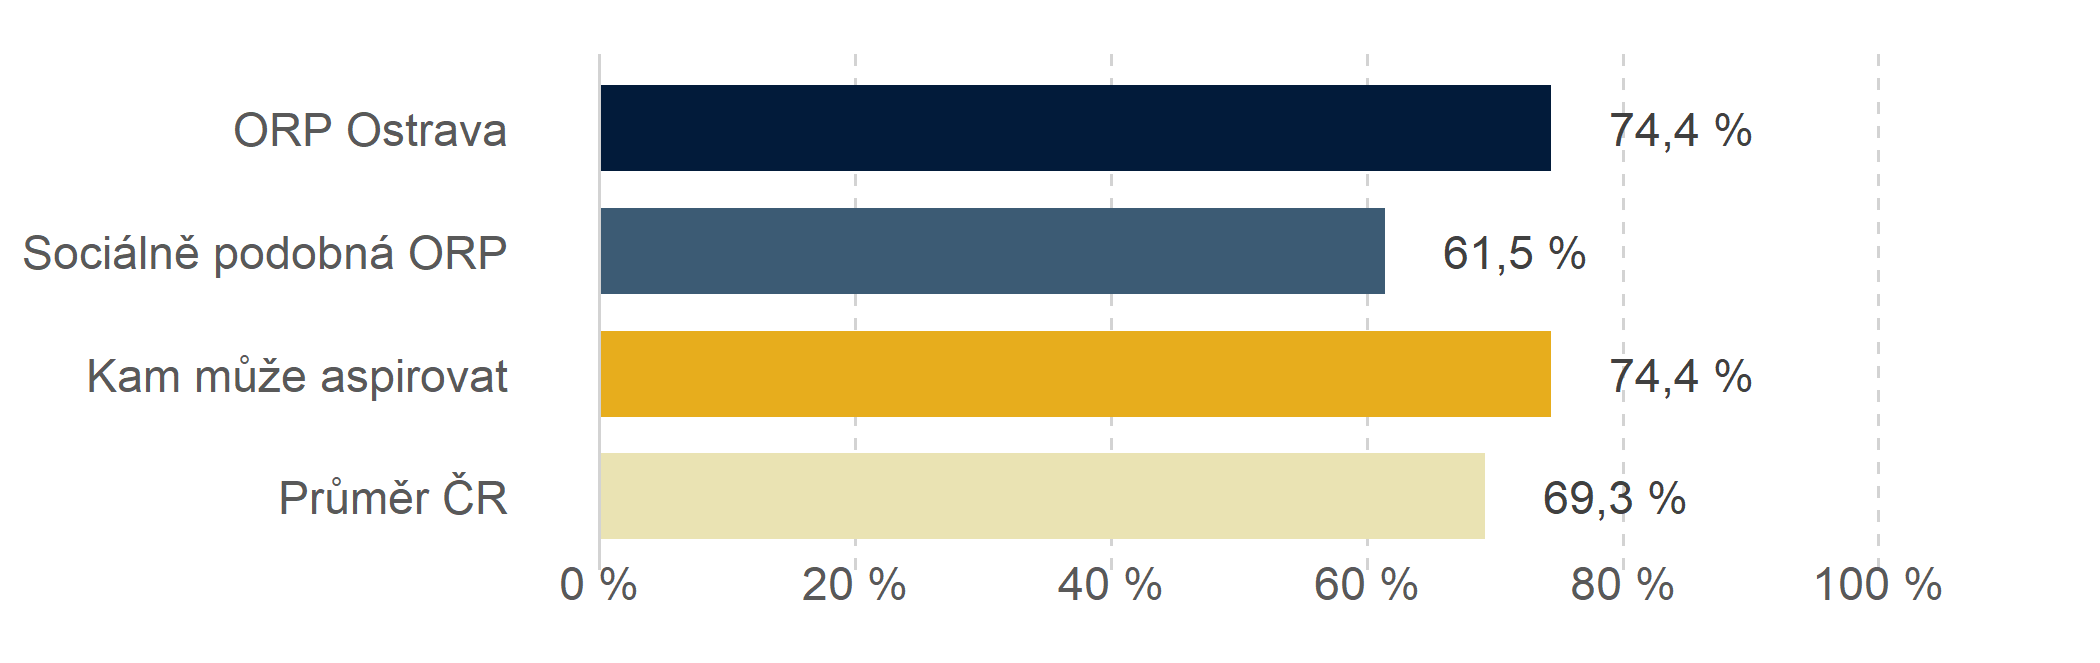 ORP Ostrava 74,4 %
Sociálně podobná ORP 61,5 %
Kam může aspirovat 74,4 %
Průměr ČR 69,3 %
0 % 20 % 40 % 60 % 80 % 100 %